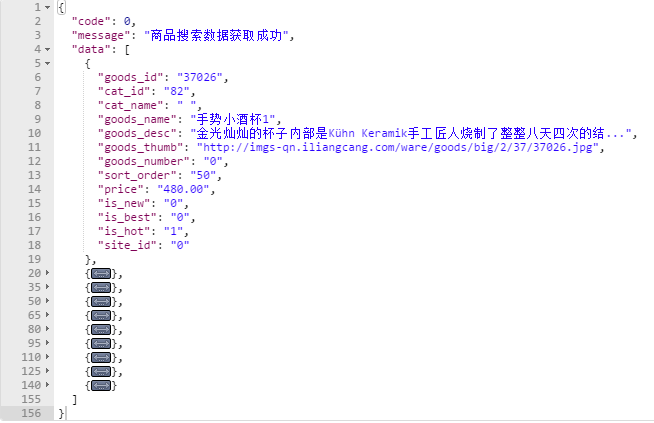 1 {
2 "code": 0,
3 "message": "商品搜索数据获取成功",
4 "data": [
5 {
6 "goods_id": "37026",
7 "cat_id": "82",
8 "cat_name": " ",
9 "goods_name": "手势小酒杯1",
10 "goods_desc": "金光灿灿的杯子内部是Kühn Keramik手工匠人烧制了整整八天四次的结...",
11 "goods_thumb": "http://imgs-qn.iliangcang.com/ware/goods/big/2/37/37026.jpg",
12 "goods_number": "0",
13 "sort_order": "50",
14 "price": "480.00",
15 "is_new": "0",
16 "is_best": "0",
17 "is_hot": "1",
18 "site_id": "0"
19 },
20 {↔},
35 {↔},
50 {↔},
65 {↔},
80 {↔},
95 {↔},
110 {↔},
125 {↔},
140 {↔}
155 ]
156 }